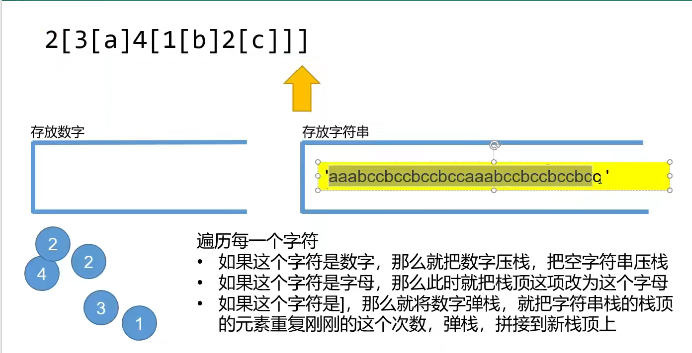 2[3[a]4[1[b]2[c]]]
存放数字
存放字符串
'aaabccbccbccbccaaabccbccbccbcc'
2
2
4
3
1
遍历每一个字符
• 如果这个字符是数字，那么就把数字压栈，把空字符串压栈
• 如果这个字符是字母，那么此时就把栈顶这项改为这个字母
• 如果这个字符是]，那么就将数字弹栈，就把字符串栈的栈顶
的元素重复刚刚的这个次数，弹栈，拼接到新栈顶上